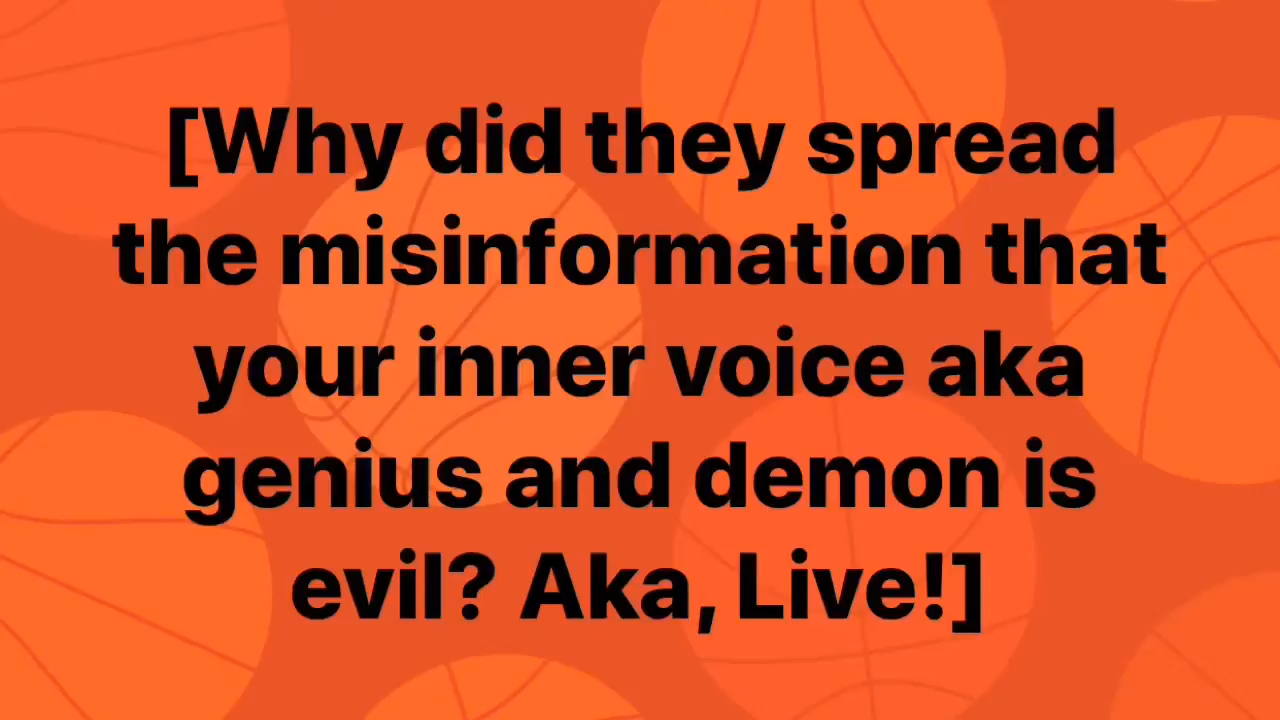 [Why did they spread
the misinformation that
your inner voice aka
genius and demon is
evil? Aka, Live!]